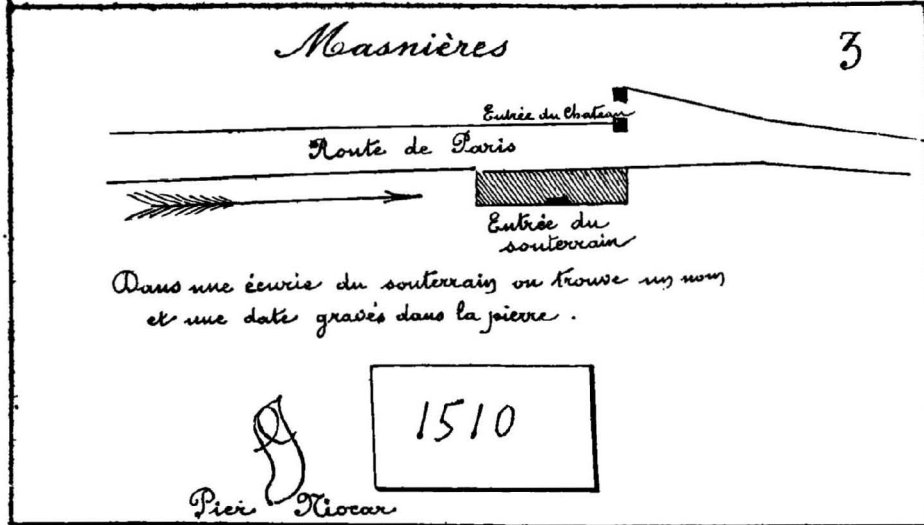 Masnières
3
Entrée du Chateau
Route de Paris
Entrée du
souterrain
Dans une écurie du souterrain on trouve un nom
et une date gravés dans la pierre.
1510
Pier Niocar